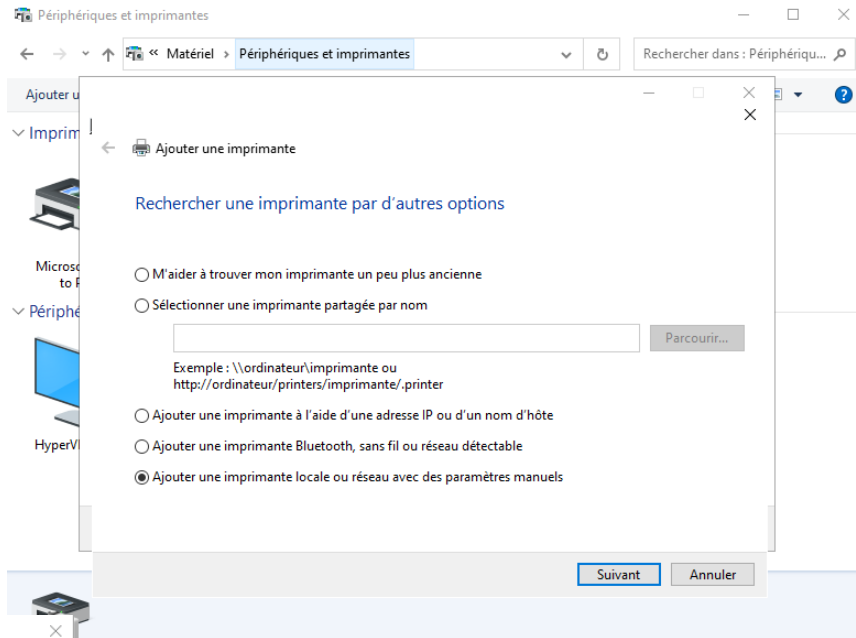 Périphériques et imprimantes
« Matériel › Périphériques et imprimantes
Rechercher dans : Périphériqu...
Ajouter u
Imprim
Ajouter une imprimante
Rechercher une imprimante par d'autres options
Micros
to
M'aider à trouver mon imprimante un peu plus ancienne
Sélectionner une imprimante partagée par nom
Périphé
Parcourir...
Exemple : \\ordinateur\imprimante ou
http://ordinateur/printers/imprimante/.printer
Ajouter une imprimante à l'aide d'une adresse IP ou d'un nom d'hôte
HyperV
Ajouter une imprimante Bluetooth, sans fil ou réseau détectable
Ajouter une imprimante locale ou réseau avec des paramètres manuels
Suivant
Annuler